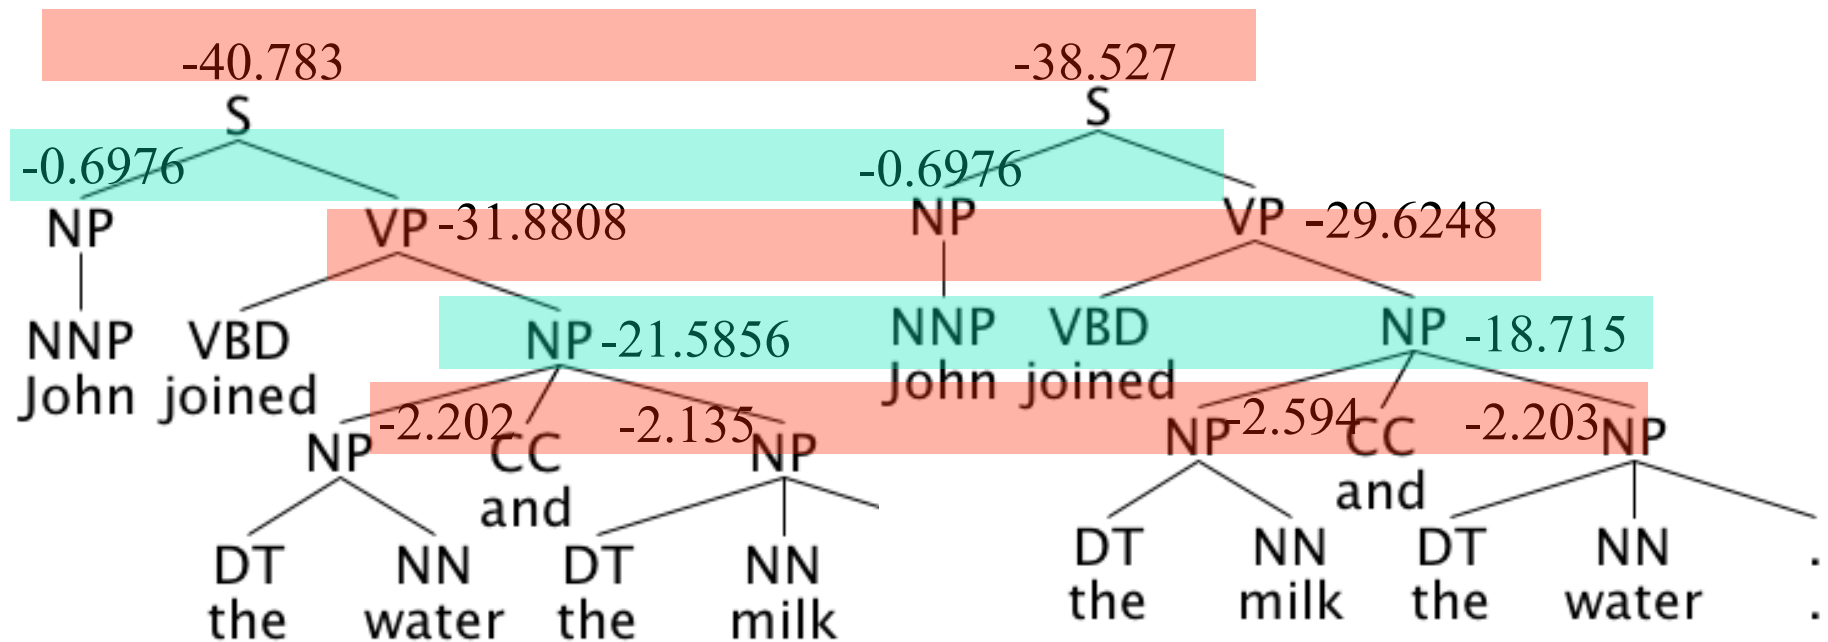 -40.783 -38.527
S S
-0.6976 -0.6976
NP VP -31.8808 NP VP -29.6248
NNP VBD NP -21.5856 NNP VBD NP -18.715
John joined John joined
-2.202 -2.135 -2.594 -2.203
NP CC NP NP CC NP
and and
DT NN DT NN DT NN DT NN .
the water the milk the milk the water .